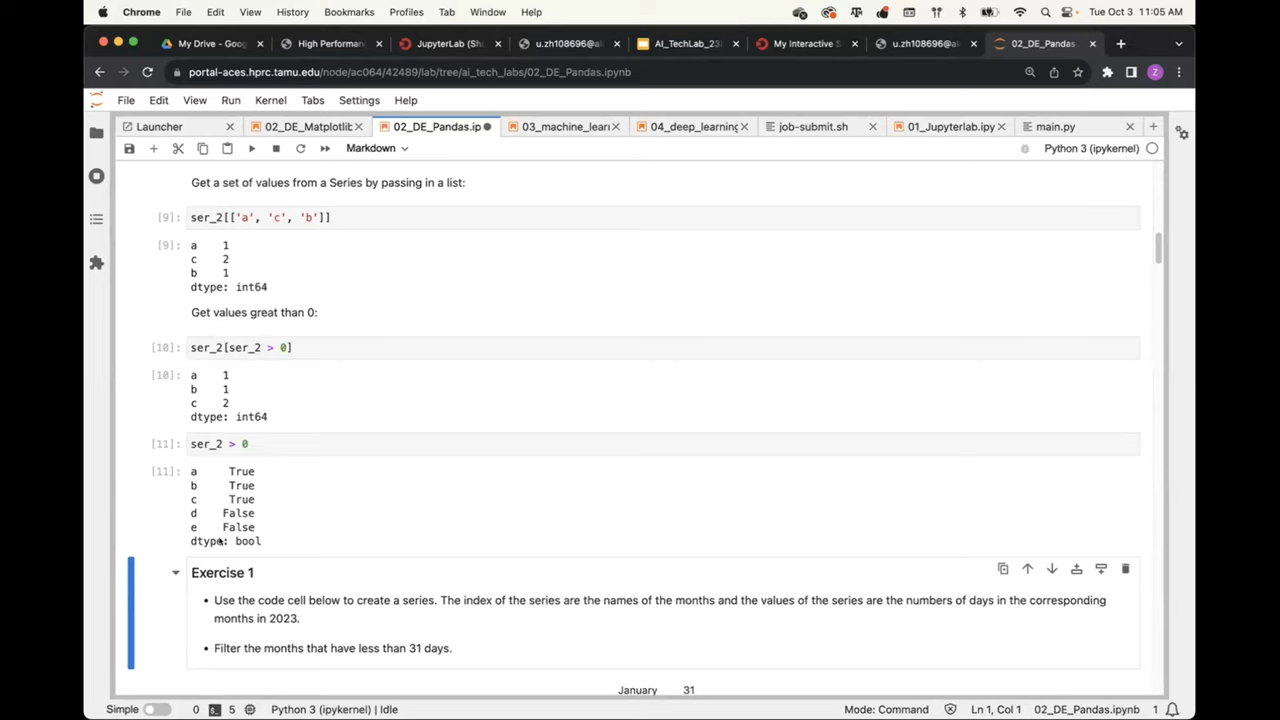 Chrome File Edit View History Bookmarks Profiles Tab Window Help Tue Oct 3 11:05 AM
My Drive - Goo High Performan JupyterLab (Sha u.zh108696@al AI_TechLab_23 My Interactive S u.zh108696@al 02_DE_Pandas.
portal-aces.hprc.tamu.edu/node/ac064/42489/lab/tree/ai_tech_labs/02_DE_Pandas.ipynb Z
File Edit View Run Kernel Tabs Settings Help
Launcher 02_DE_Matplotlib 02_DE_Pandas.ip 03_machine_learni 04_deep_learning job-submit.sh 01_Jupyterlab.ipy main.py
Markdown Python 3 (ipykernel)
Get a set of values from a Series by passing in a list:
[9]: ser_2[['a', 'c', 'b']]
[9]: a 1
c 2
b 1
dtype: int64
Get values great than 0:
[10]: ser_2[ser_2 > 0]
[10]: a 1
b 1
c 2
dtype: int64
[11]: ser_2 > 0
[11]: a True
b True
c True
d False
e False
dtype: bool
Exercise 1
• Use the code cell below to create a series. The index of the series are the names of the months and the values of the series are the numbers of days in the corresponding
months in 2023.
• Filter the months that have less than 31 days.
January 31
Simple 0 5 Python 3 (ipykernel) | Idle Mode: Command Ln 1, Col 1 02_DE_Pandas.ipynb 1